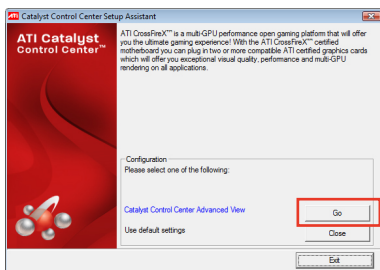 ATI Catalyst Control Center Setup Assistant
ATI Catalyst
Control Center™
ATI CrossFireX™ is a multi-GPU performance open gaming platform that will offer
you the ultimate gaming experience! With the ATI CrossFireX™ certified
motherboard you can plug in two or more compatible ATI certified graphics cards
which will offer you exceptional visual quality, performance and multi-GPU
rendering on all applications.
Configuration
Please select one of the following:
Catalyst Control Center Advanced View
Go
Use default settings
Close
Exit